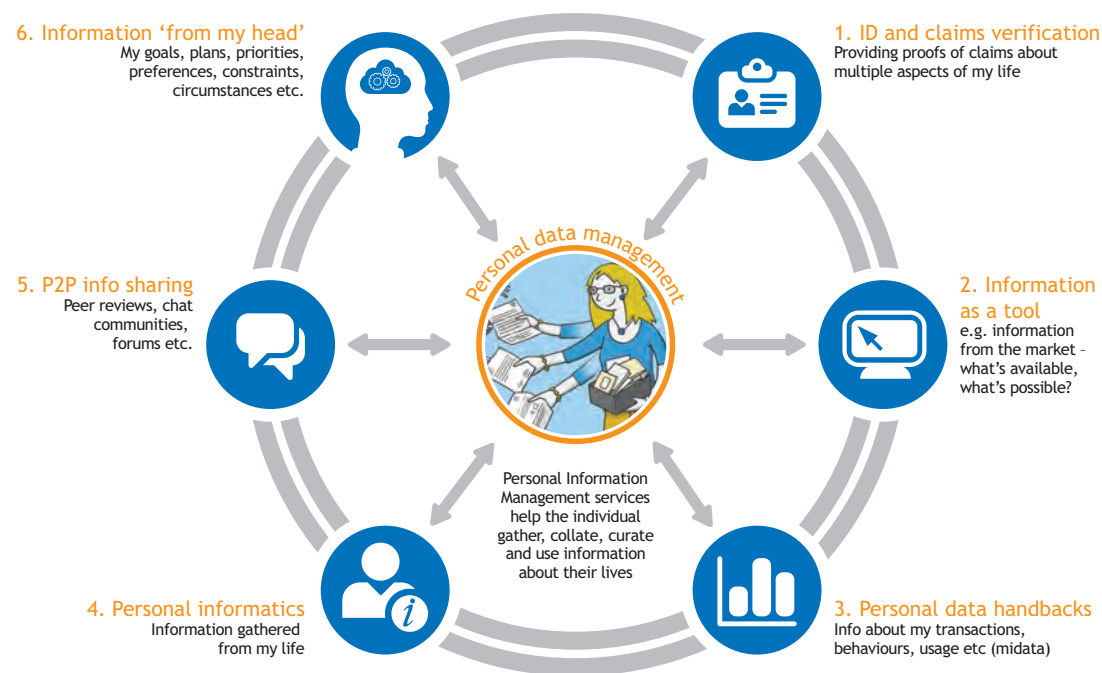 6. Information ‘from my head’
My goals, plans, priorities,
preferences, constraints,
circumstances etc.
1. ID and claims verification
Providing proofs of claims about
multiple aspects of my life
Personal data management
5. P2P info sharing
Peer reviews, chat
communities,
forums etc.
2. Information
as a tool
e.g. information
from the market -
what’s available,
what’s possible?
Personal Information
Management services
help the individual
gather, collate, curate
and use information
about their lives
4. Personal informatics
Information gathered
from my life
i
3. Personal data handbacks
Info about my transactions,
behaviours, usage etc (midata)